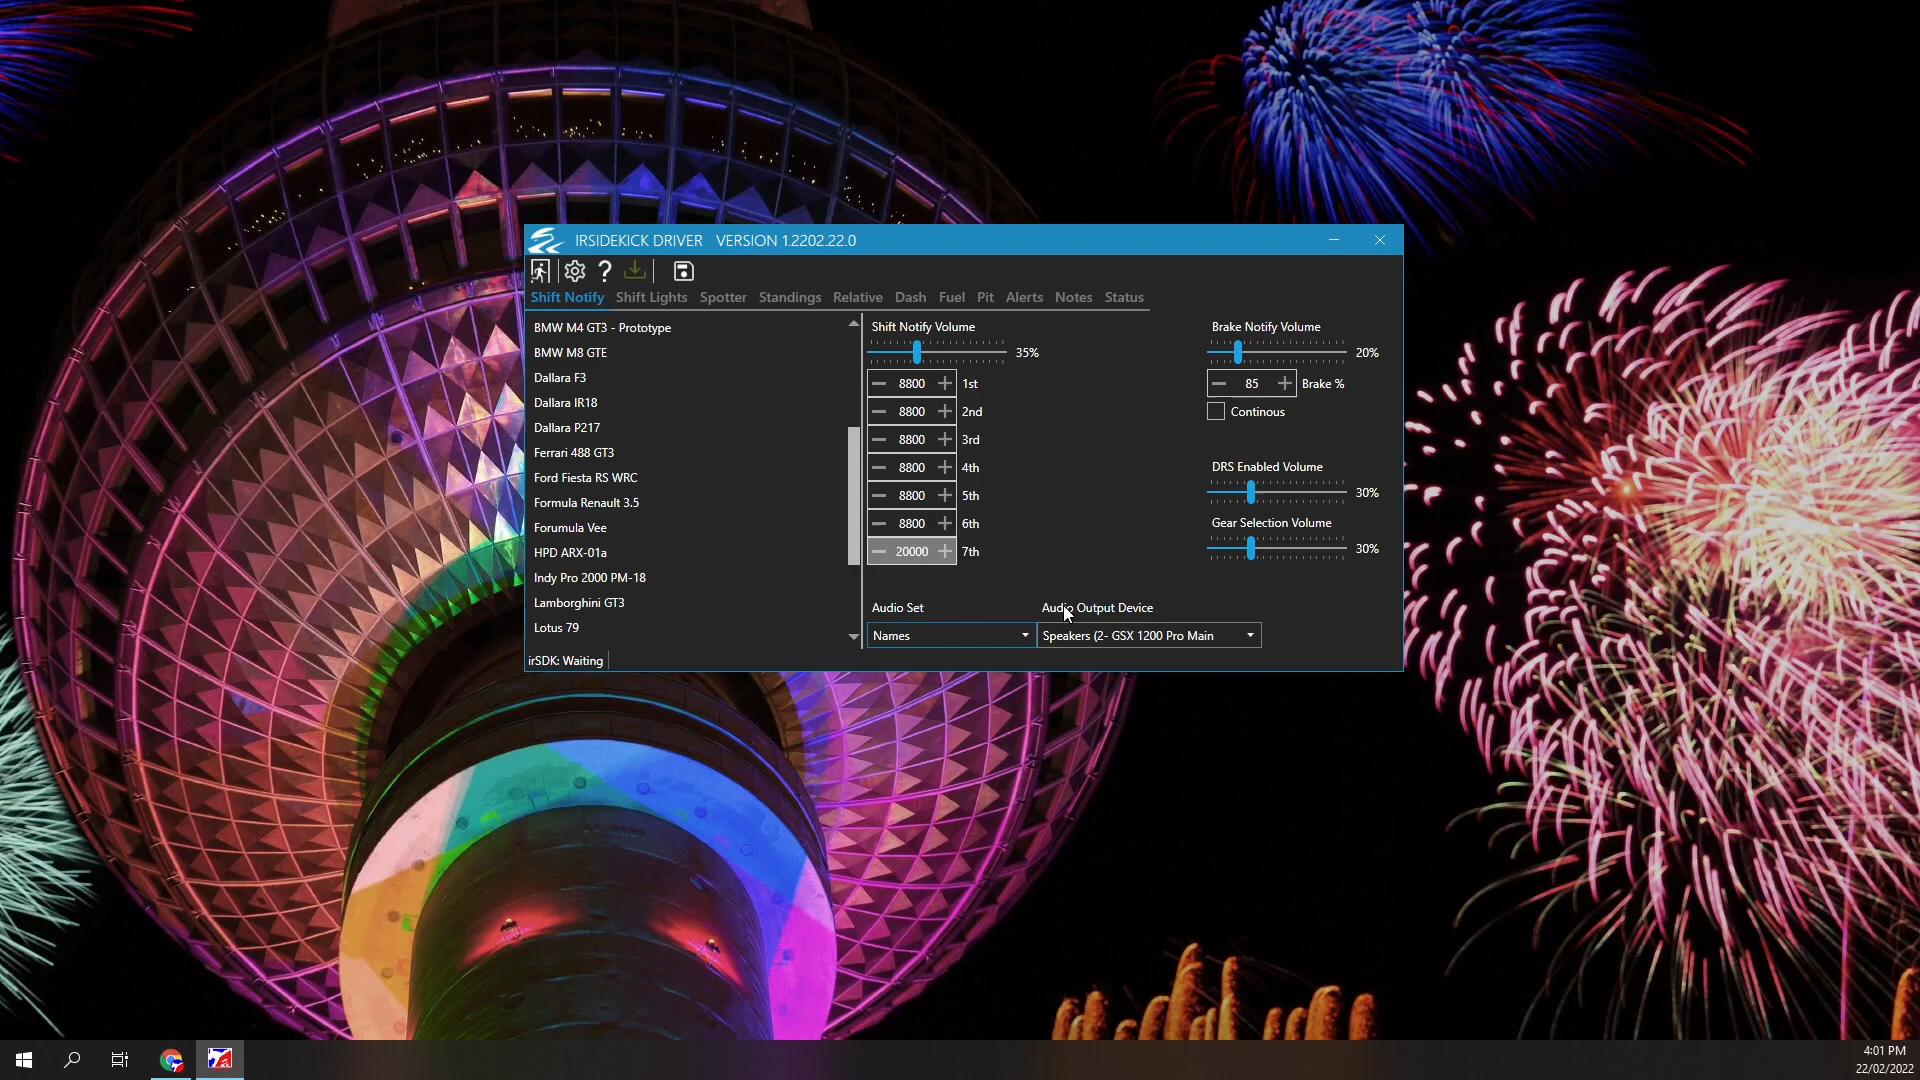 IRSIDEKICK DRIVER VERSION 1.2202.22.0
?
Shift Notify Shift Lights Spotter Standings Relative Dash Fuel Pit Alerts Notes Status
BMW M4 GT3 - Prototype
BMW M8 GTE
Dallara F3
Dallara IR18
Dallara P217
Ferrari 488 GT3
Ford Fiesta RS WRC
Formula Renault 3.5
Forumula Vee
HPD ARX-01a
Indy Pro 2000 PM-18
Lamborghini GT3
Lotus 79
Shift Notify Volume
35%
8800 1st
8800 2nd
8800 3rd
8800 4th
8800 5th
8800 6th
20000 7th
Brake Notify Volume
20%
85 Brake %
Continous
DRS Enabled Volume
30%
Gear Selection Volume
30%
Audio Set
Names
Audio Output Device
Speakers (2- GSX 1200 Pro Main
irSDK: Waiting
4:01 PM
22/02/2022